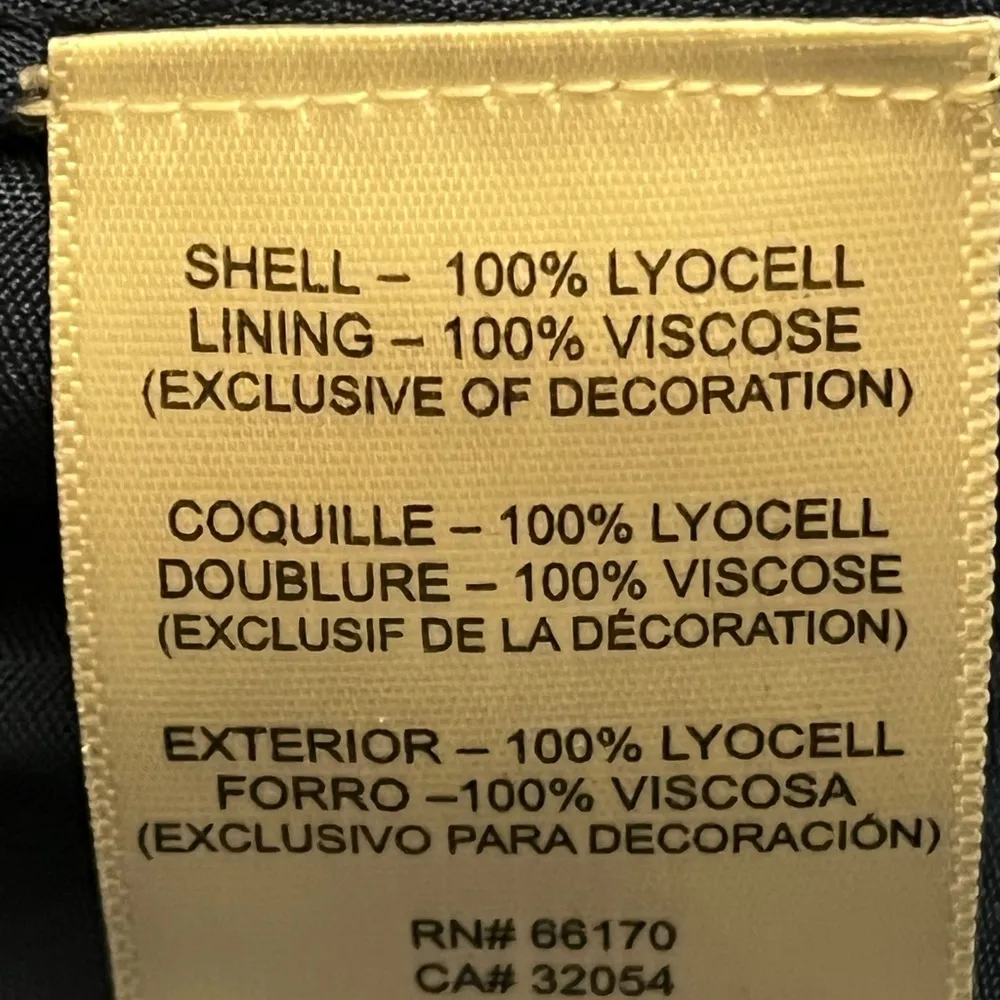 SHELL – 100% LYOCELL
LINING – 100% VISCOSE
(EXCLUSIVE OF DECORATION)
COQUILLE – 100% LYOCELL
DOUBLURE – 100% VISCOSE
(EXCLUSIF DE LA DÉCORATION)
EXTERIOR – 100% LYOCELL
FORRO –100% VISCOSA
(EXCLUSIVO PARA DECORACIÓN)
RN# 66170
CA# 32054